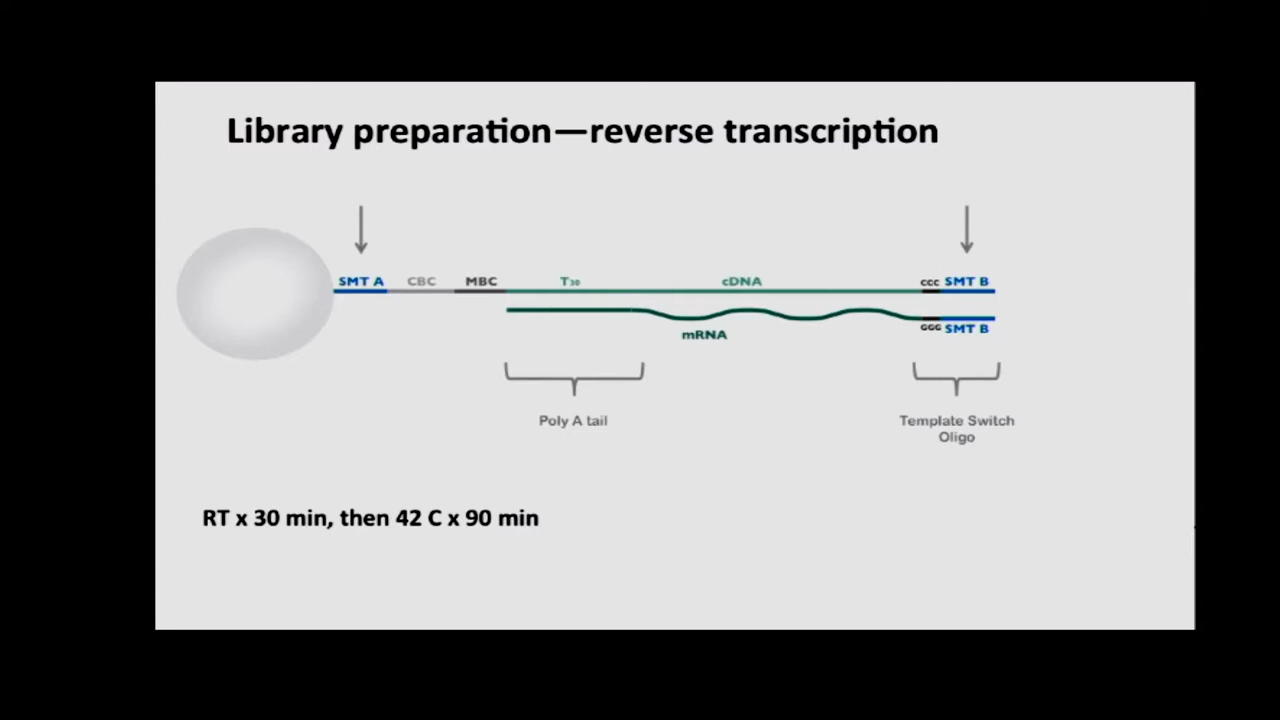 Library preparation—reverse transcription
SMT A CBC MBC T30 cDNA CCC SMT B
mRNA GGG SMT B
Poly A tail
Template Switch
Oligo
RT x 30 min, then 42 C x 90 min